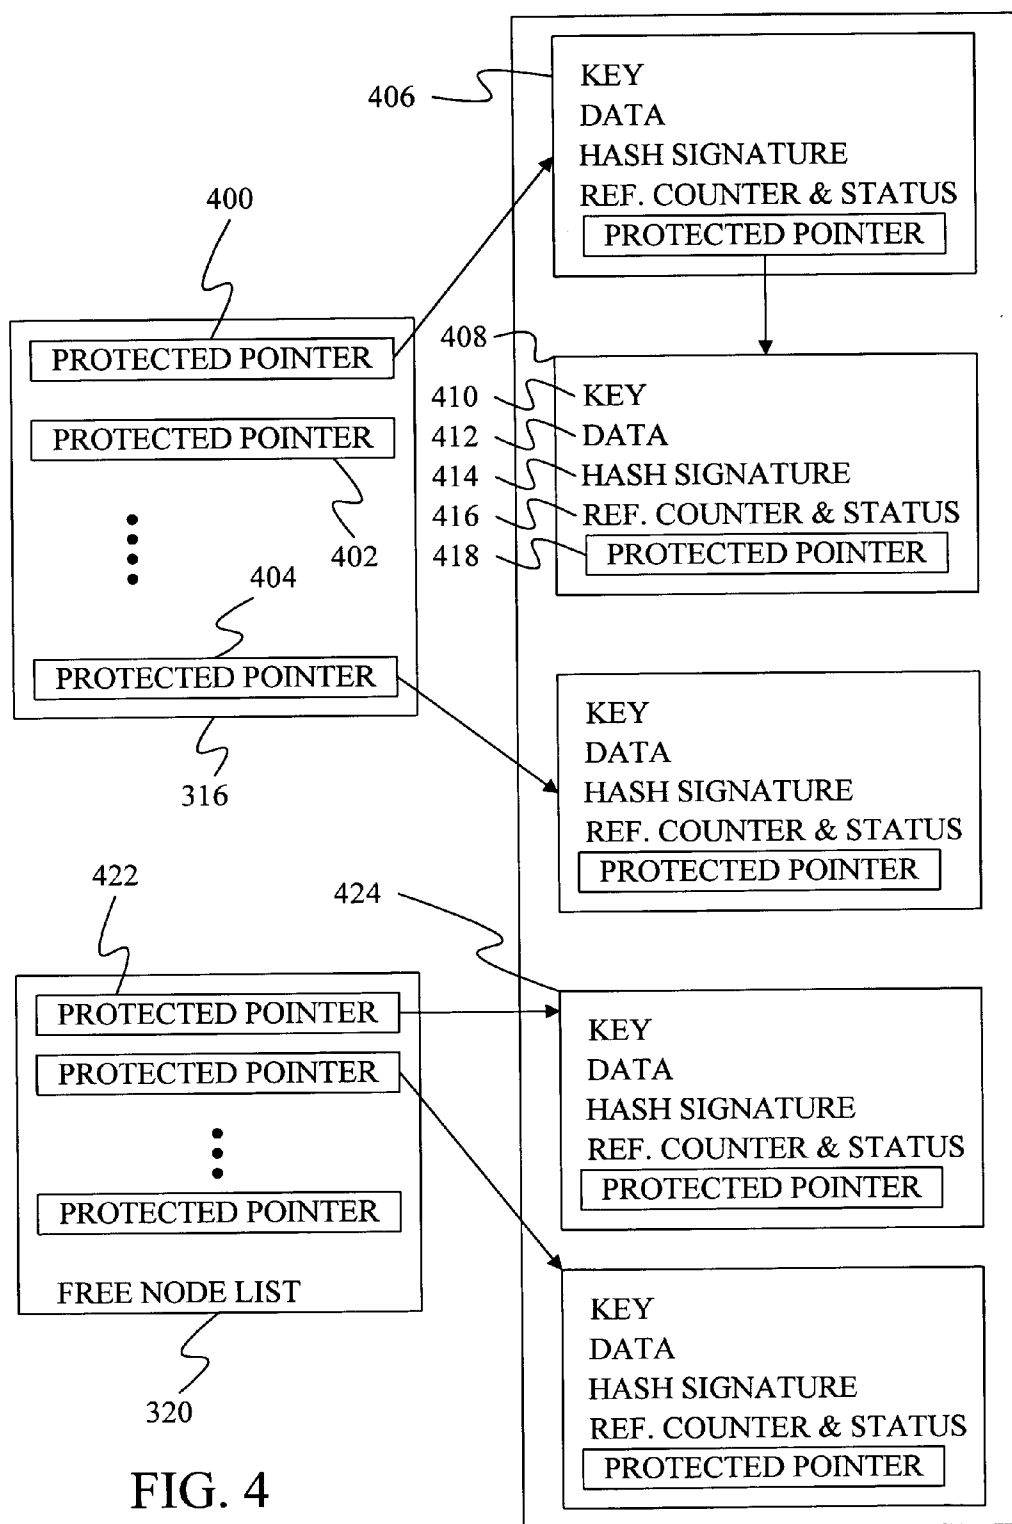 406
KEY
DATA
HASH SIGNATURE
REF. COUNTER & STATUS
PROTECTED POINTER
400
PROTECTED POINTER
PROTECTED POINTER
402
404
PROTECTED POINTER
316
408
410
KEY
412
DATA
414
HASH SIGNATURE
416
REF. COUNTER & STATUS
418
PROTECTED POINTER
KEY
DATA
HASH SIGNATURE
REF. COUNTER & STATUS
PROTECTED POINTER
422
424
PROTECTED POINTER
PROTECTED POINTER
PROTECTED POINTER
FREE NODE LIST
320
KEY
DATA
HASH SIGNATURE
REF. COUNTER & STATUS
PROTECTED POINTER
KEY
DATA
HASH SIGNATURE
REF. COUNTER & STATUS
PROTECTED POINTER
FIG. 4